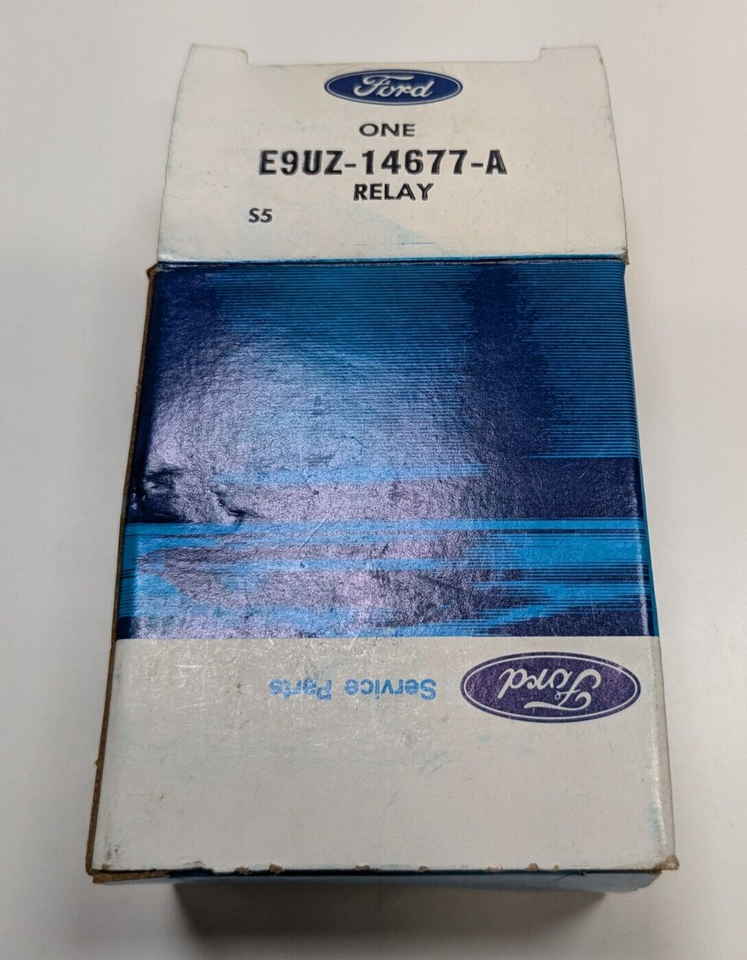 Ford
ONE
E9UZ-14677-A
RELAY
S5
Service Parts
Ford